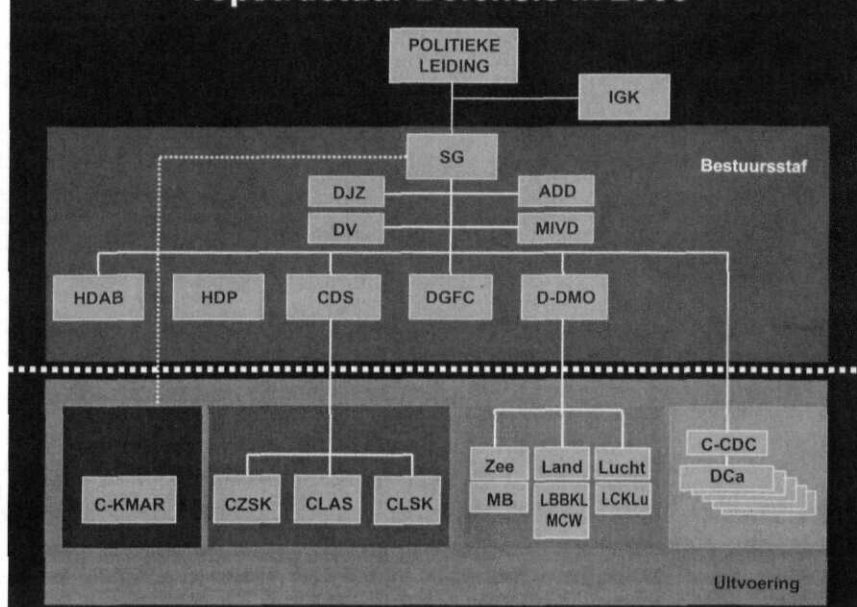 POLITIEKE
LEIDING
IGK
SG
Bestuursstaf
DJZ
ADD
DV
MIVD
HDAB
HDP
CDS
DGFC
D-DMO
C-KMAR
CZSK
CLAS
CLSK
Zee
Land
Lucht
MB
LBBKL
MCW
LCKLu
C-CDC
DCa
Uitvoering